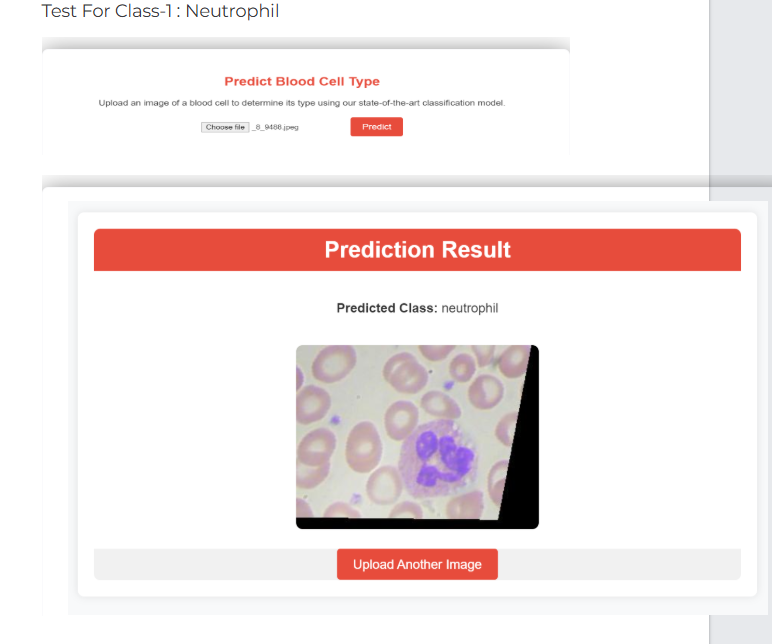 Test For Class-1 : Neutrophil
Predict Blood Cell Type
Upload an image of a blood cell to determine its type using our state-of-the-art classification model.
Choose file _6_9488.jpeg Predict
Prediction Result
Predicted Class: neutrophil
Upload Another Image